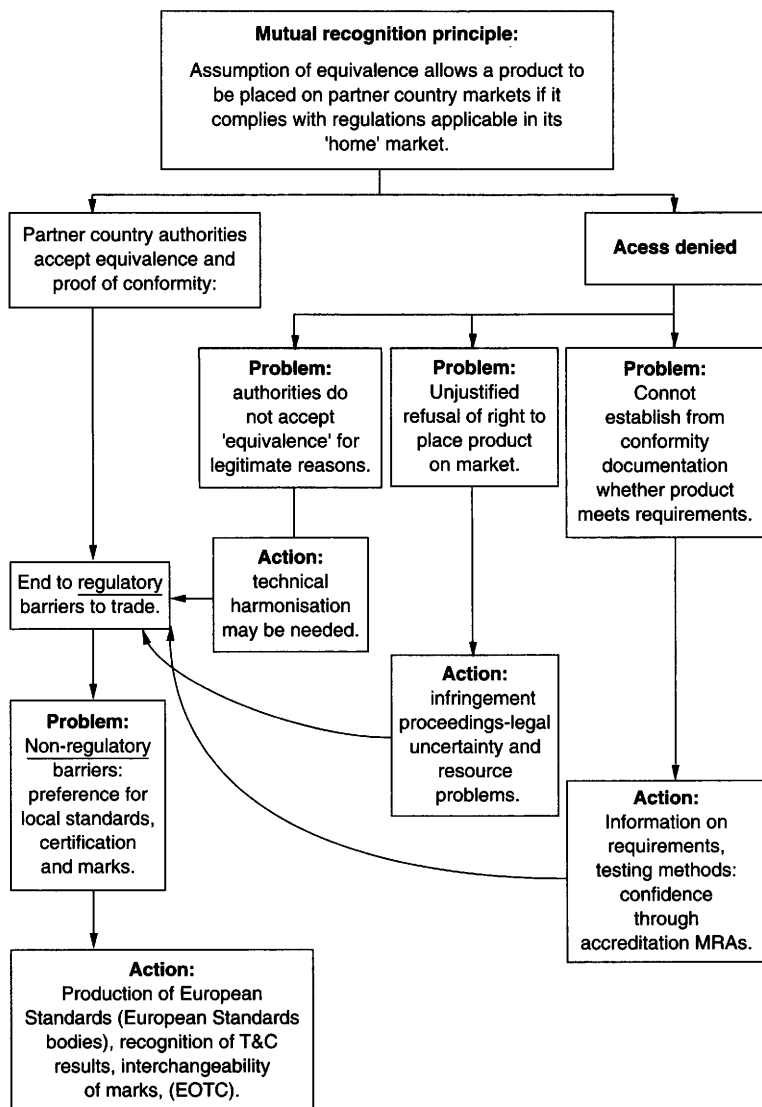 Mutual recognition principle:
Assumption of equivalence allows a product to
be placed on partner country markets if it
complies with regulations applicable in its
'home' market.
Partner country authorities
accept equivalence and
proof of conformity:
Acess denied
Problem:
authorities do
not accept
'equivalence' for
legitimate reasons.
Problem:
Unjustified
refusal of right to
place product
on market.
Problem:
Connot
establish from
conformity
documentation
whether product
meets requirements.
End to regulatory
barriers to trade.
Action:
technical
harmonisation
may be needed.
Action:
infringement
proceedings-legal
uncertainty and
resource
problems.
Problem:
Non-regulatory
barriers:
preference for
local standards,
certification
and marks.
Action:
Information on
requirements,
testing methods:
confidence
through
accreditation MRAs.
Action:
Production of European
Standards (European Standards
bodies), recognition of T&C
results, interchangeability
of marks, (EOTC).